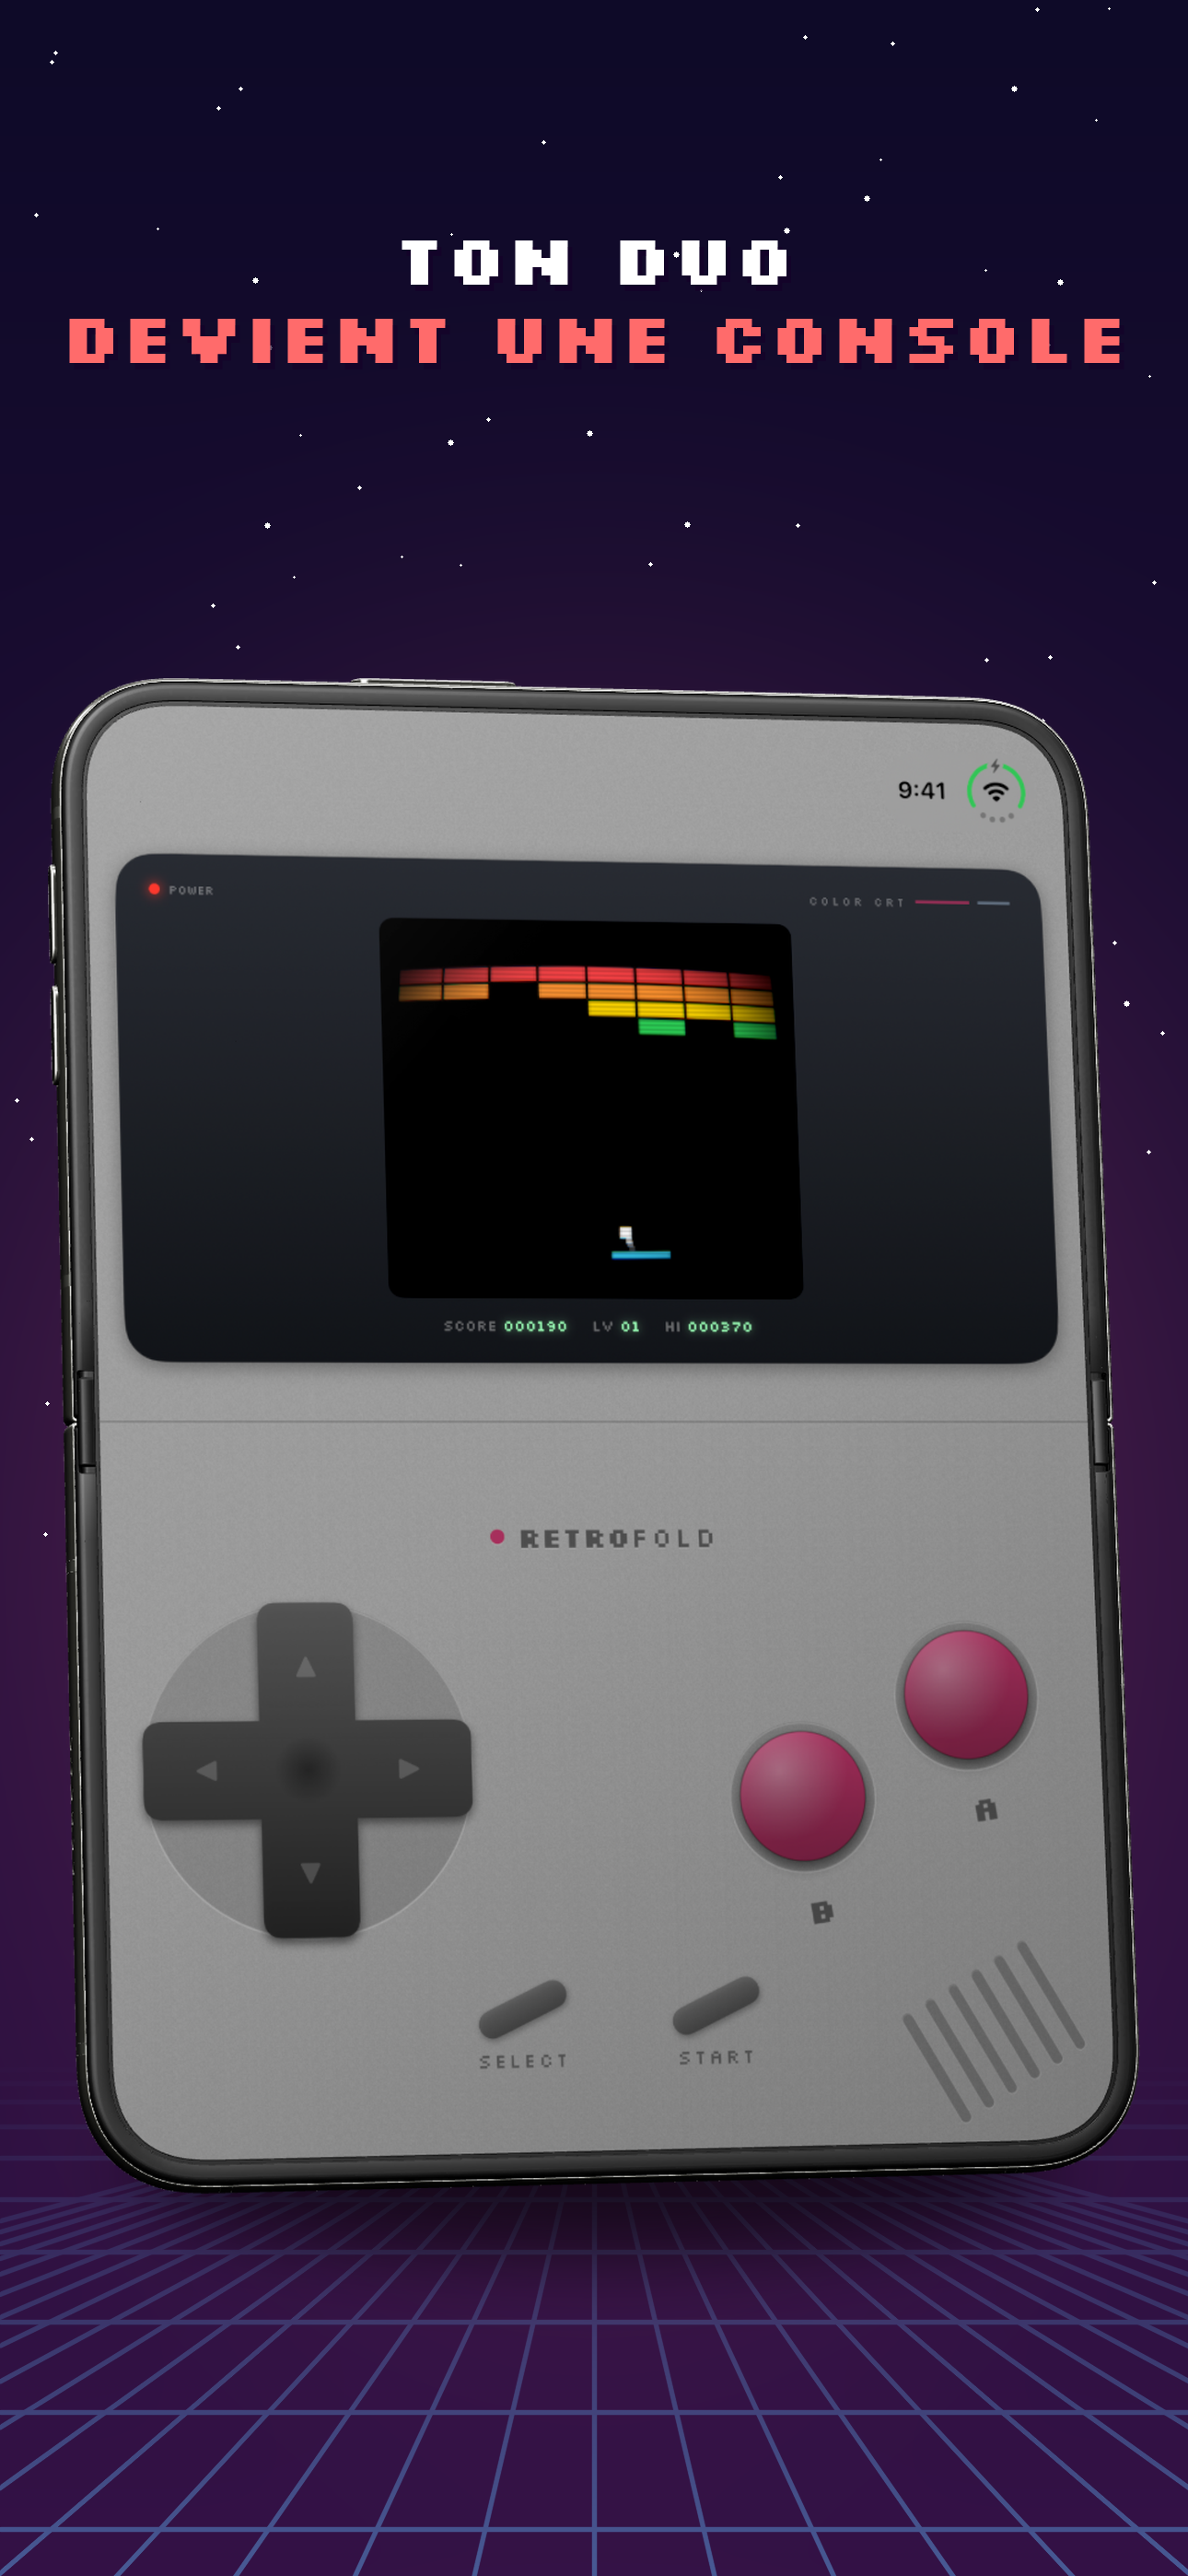 TON DUO
DEVIENT UNE CONSOLE
9:41
POWER
COLOR CRT
SCORE 000190 LV 01 HI 000370
RETROFOLD
A
B
SELECT
START